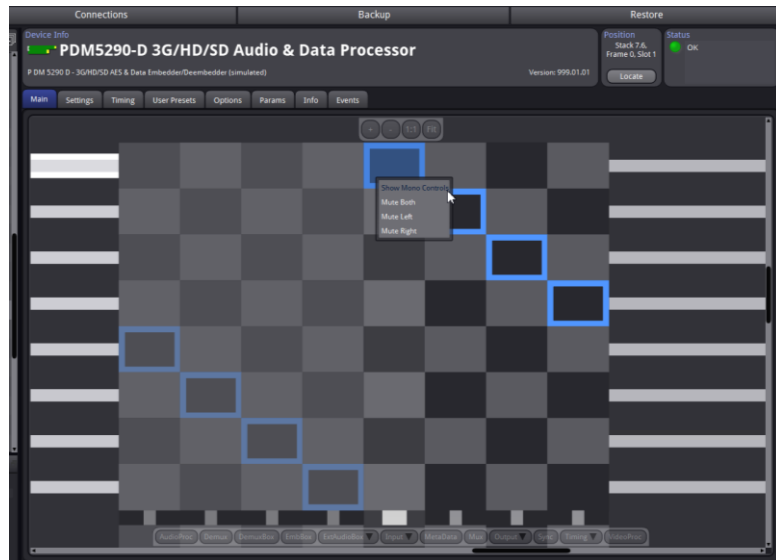 Connections Backup Restore
Device Info
PDM5290-D 3G/HD/SD Audio & Data Processor
P DM 5290 D - 3G/HD/SD AES & Data Embedder/Deembedder (simulated) Version: 999.01.01
Position
Stack 7.6,
Frame 0, Slot 1
Locate
Status
OK
Main Settings Timing User Presets Options Params Info Events
+ - 1:1 Fit
Show Mono Controls
Mute Both
Mute Left
Mute Right
AudioProc Demux DemuxBox EmbBox ExtAudioBox Input MetaData Mux Output Sync Timing VideoProc